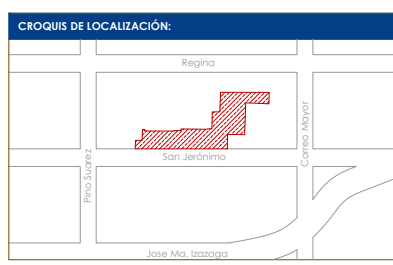 CROQUIS DE LOCALIZACIÓN:
Regina
Correo Mayor
San Jerónimo
Pino Suarez
Jose Ma. Izazaga